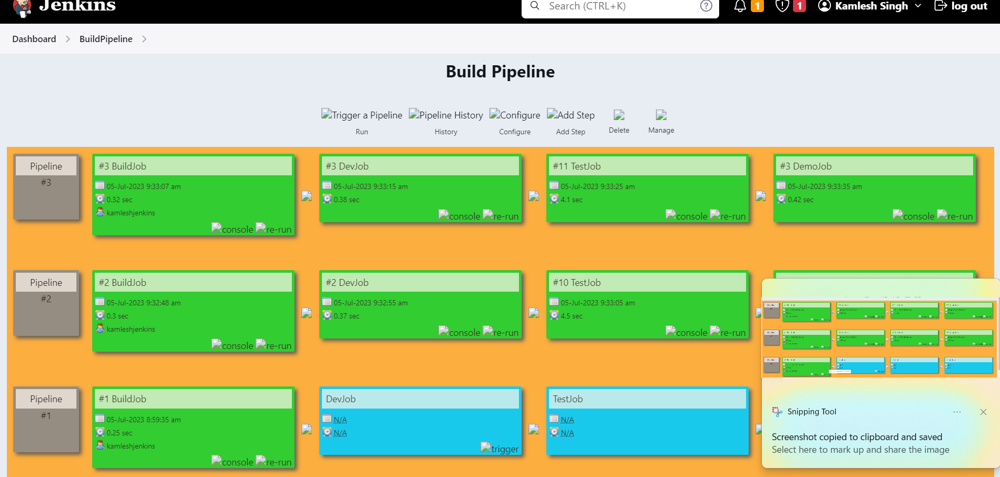 Jenkins
Search (CTRL+K)
1
1
Kamlesh Singh
log out
Dashboard
BuildPipeline
Build Pipeline
Trigger a Pipeline
Pipeline History
Configure
Add Step
Run
History
Configure
Add Step
Delete
Manage
Pipeline
#3
#3 BuildJob
05-Jul-2023 9:33:07 am
0.32 sec
kamleshjenkins
console re-run
#3 DevJob
05-Jul-2023 9:33:15 am
0.38 sec
console re-run
#11 TestJob
05-Jul-2023 9:33:25 am
4.1 sec
console re-run
#3 DemoJob
05-Jul-2023 9:33:35 am
0.42 sec
console re-run
Pipeline
#2
#2 BuildJob
05-Jul-2023 9:32:48 am
0.3 sec
kamleshjenkins
console re-run
#2 DevJob
05-Jul-2023 9:32:55 am
0.37 sec
console re-run
#10 TestJob
05-Jul-2023 9:33:05 am
4.5 sec
console re-run
Pipeline
#1
#1 BuildJob
05-Jul-2023 8:59:35 am
0.25 sec
kamleshjenkins
console re-run
DevJob
N/A
N/A
trigger
TestJob
N/A
N/A
Snipping Tool
Screenshot copied to clipboard and saved
Select here to mark up and share the image